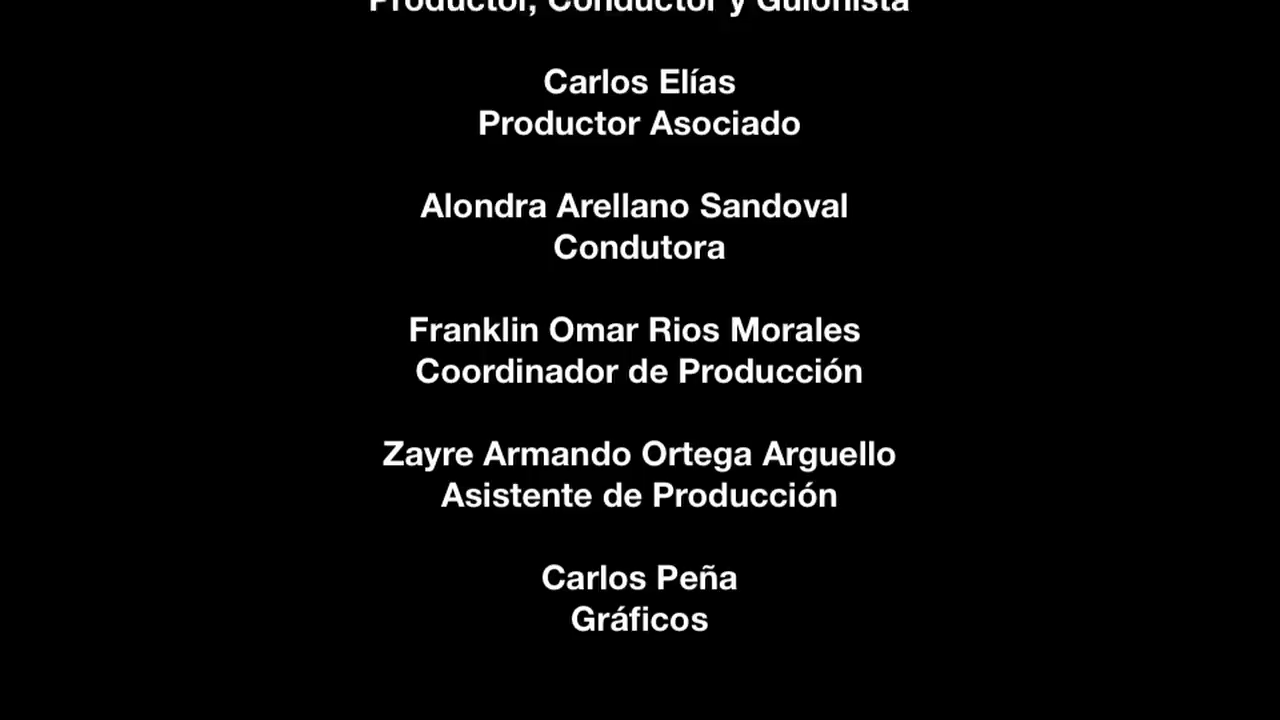 Productor, Conductor y Guionista
Carlos Elías
Productor Asociado
Alondra Arellano Sandoval
Condutora
Franklin Omar Rios Morales
Coordinador de Producción
Zayre Armando Ortega Arguello
Asistente de Producción
Carlos Peña
Gráficos